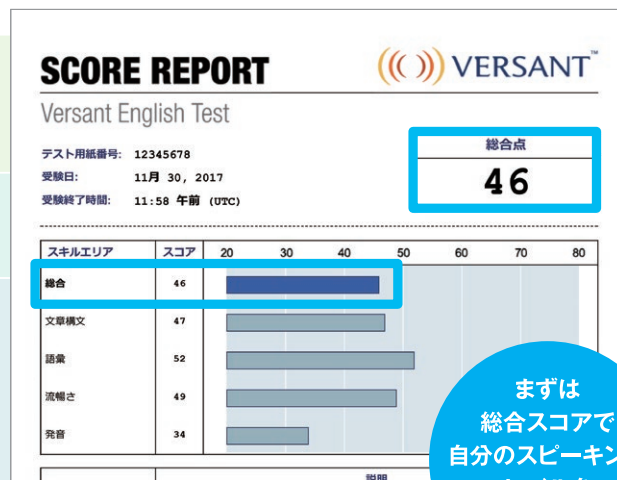 SCORE REPORT
VERSANT™
Versant English Test
テスト用紙番号: 12345678
受験日: 11月 30, 2017
受験終了時間: 11:58 午前 (UTC)
総合点
46
スキルエリア スコア 20 30 40 50 60 70 80
総合 46
文章構文 47
語彙 52
流暢さ 49
発音 34
まずは
総合スコアで
自分のスピーキン
説明